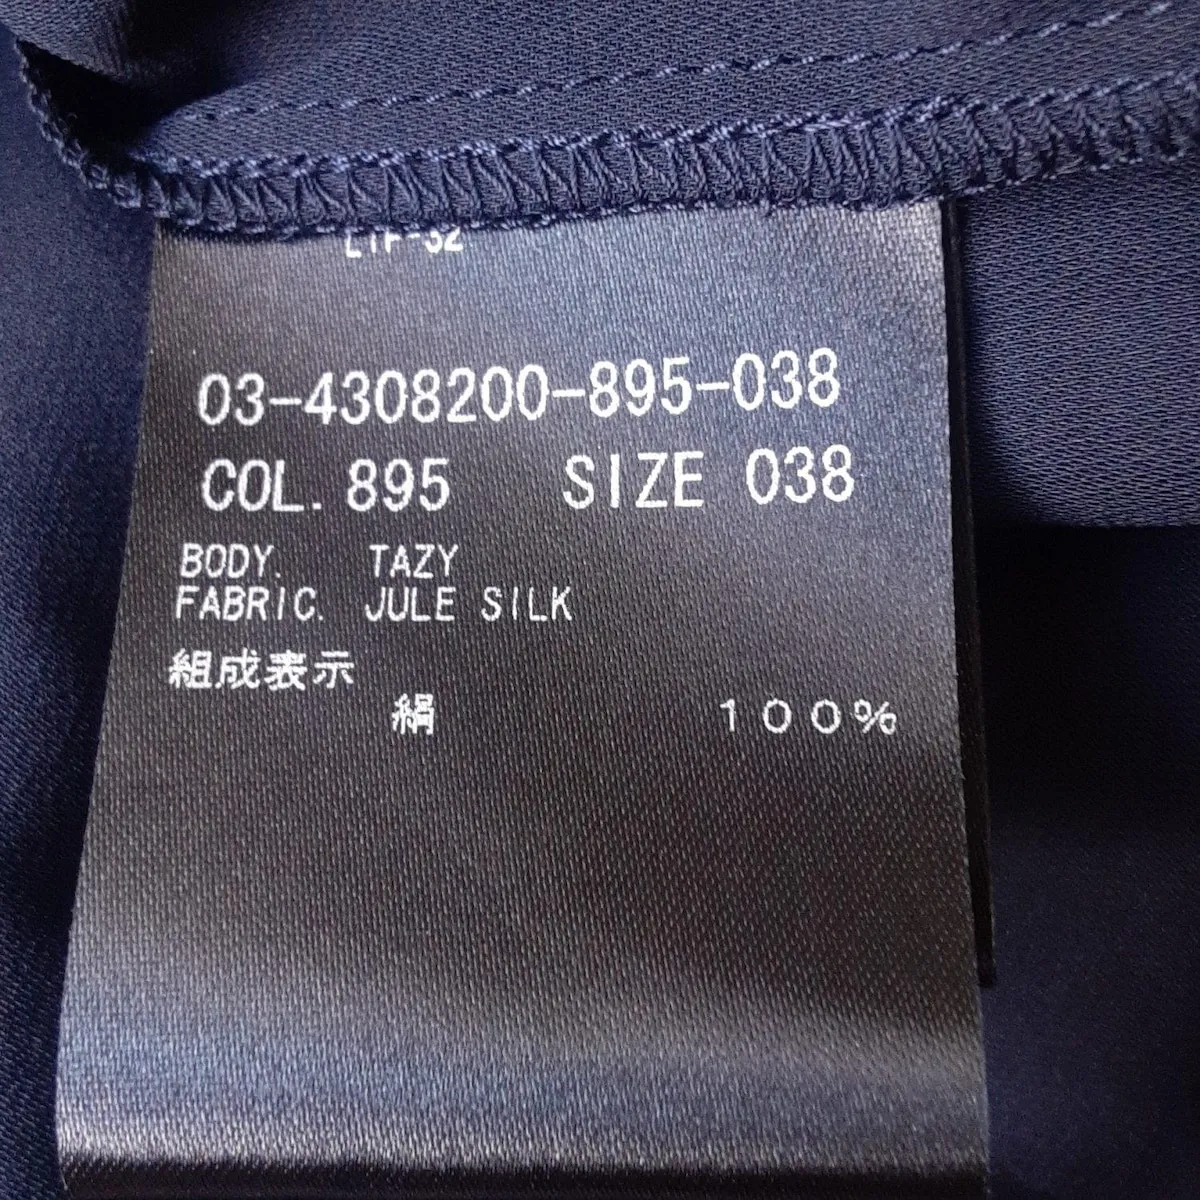 03-4308200-895-038
COL. 895 SIZE 038
BODY. TAZY
FABRIC. JULE SILK
組成表示
絹 100%